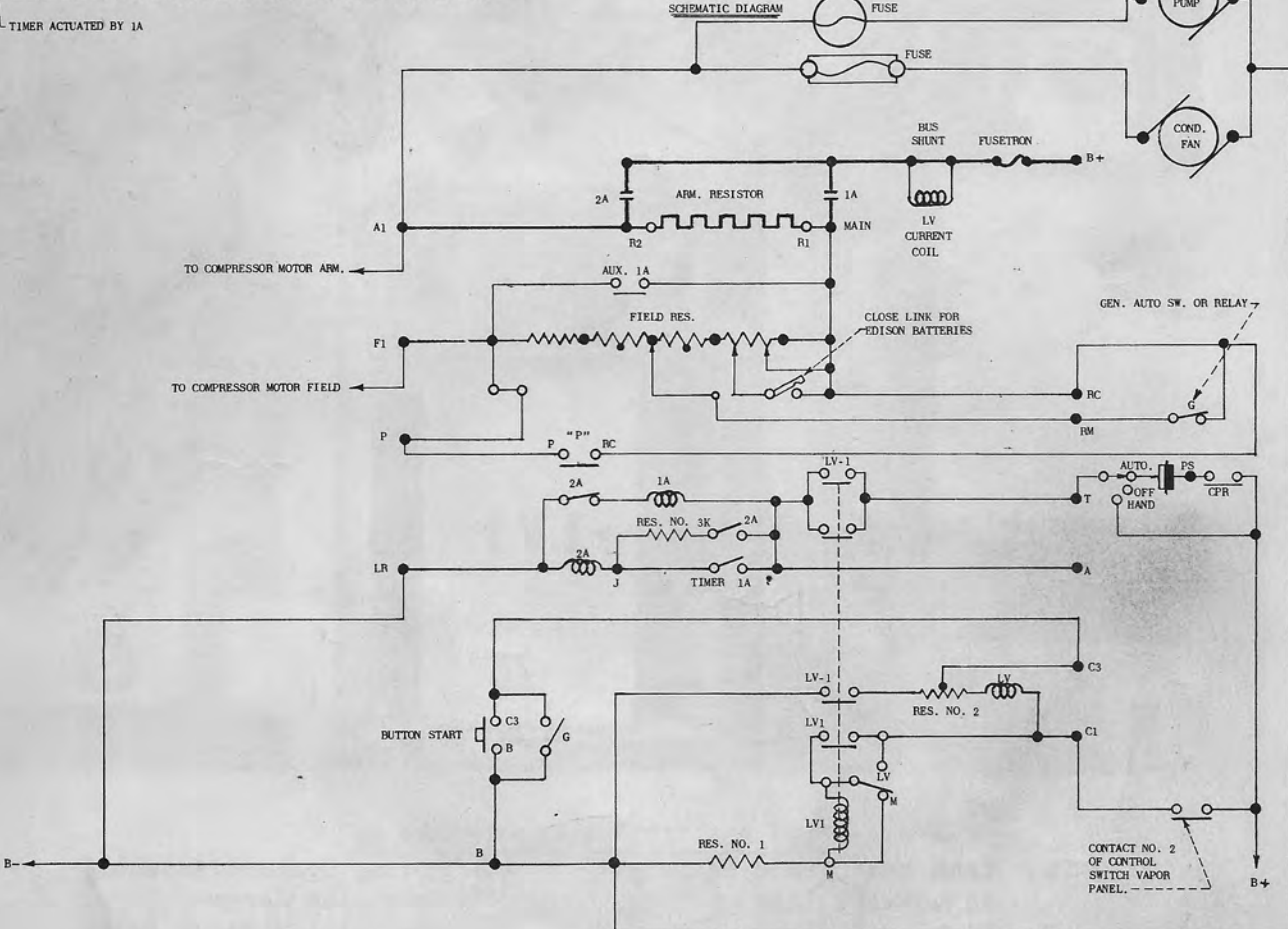 TIMER ACTUATED BY 1A
SCHEMATIC DIAGRAM
FUSE
PUMP
FUSE
COND.
FAN
BUS
SHUNT
FUSETRON
B+
2A
ARM. RESISTOR
1A
LV
CURRENT
COIL
A1
R2
R1
MAIN
TO COMPRESSOR MOTOR ARM.
AUX. 1A
GEN. AUTO SW. OR RELAY
FIELD RES.
CLOSE LINK FOR
EDISON BATTERIES
F1
TO COMPRESSOR MOTOR FIELD
RC
G
RM
P
"P"
P
RC
LV-1
AUTO.
PS
2A
1A
OFF
HAND
CPR
T
RES. NO. 3K
2A
LR
2A
J
TIMER
1A
A
C3
LV-1
LV
RES. NO. 2
BUTTON START
C3
G
B
LV1
C1
LV
M
LV1
B-
B
RES. NO. 1
M
CONTACT NO. 2
OF CONTROL
SWITCH VAPOR
PANEL.
B+